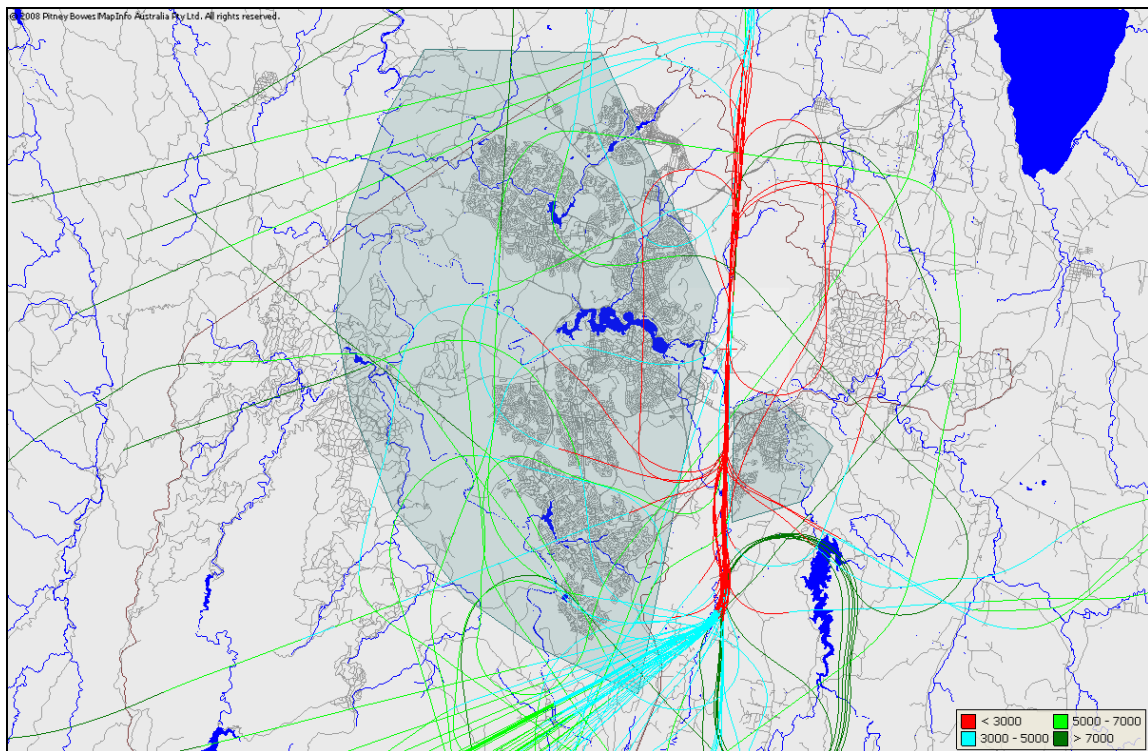 © 2008 Pitney Bowes MapInfo Australia Pty Ltd. All rights reserved.
< 3000
5000 - 7000
3000 - 5000
> 7000